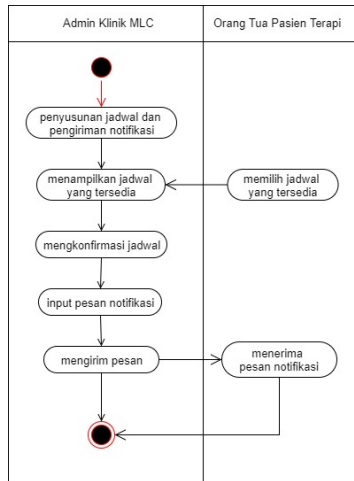 Admin Klinik MLC
Orang Tua Pasien Terapi
penyusunan jadwal dan
pengiriman notifikasi
menampilkan jadwal
yang tersedia
memilih jadwal
yang tersedia
mengkonfirmasi jadwal
input pesan notifikasi
mengirim pesan
menerima
pesan notifikasi